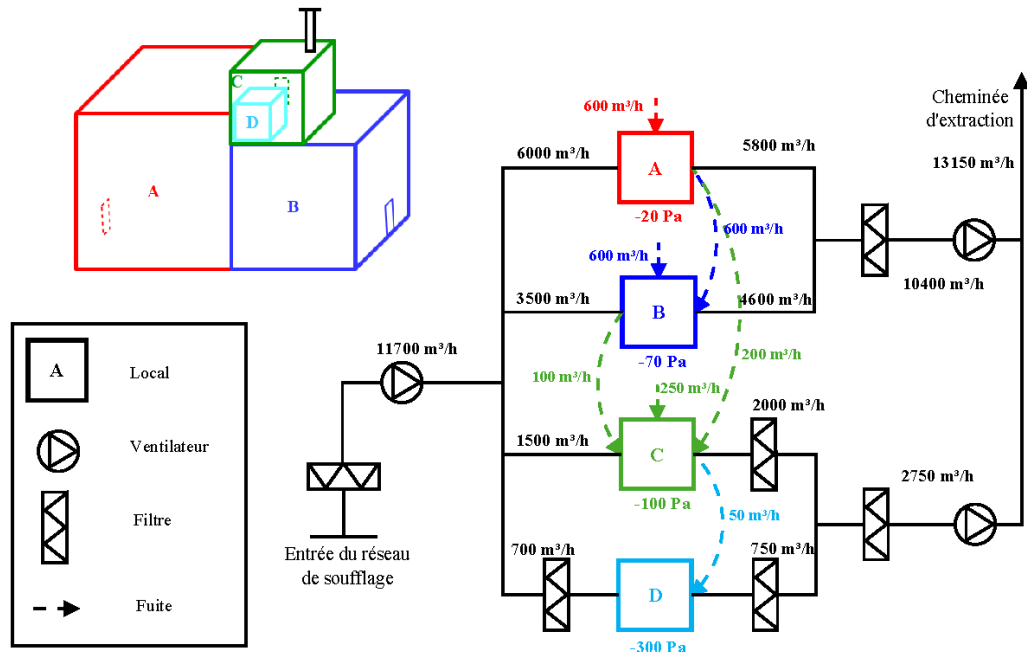 C
D
A
B
A
Local
Ventilateur
Filtre
Fuite
11700 m³/h
Entrée du réseau
de soufflage
600 m³/h
6000 m³/h
A
5800 m³/h
-20 Pa
600 m³/h
600 m³/h
3500 m³/h
B
4600 m³/h
-70 Pa
200 m³/h
100 m³/h
250 m³/h
2000 m³/h
1500 m³/h
C
-100 Pa
50 m³/h
700 m³/h
750 m³/h
D
-300 Pa
Cheminée
d'extraction
13150 m³/h
10400 m³/h
2750 m³/h